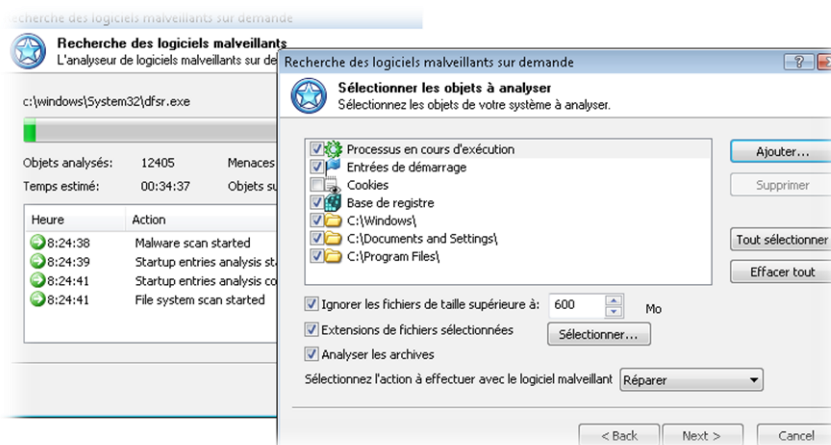 echerche des logiciels malveillants sur demande
Recherche des logiciels malveillants
L'analyseur de logiciels malveillants sur de
c:\windows\System32\dfsr.exe
Objets analysés: 12405 Menaces
Temps estimé: 00:34:37 Objets su
Heure Action
8:24:38 Malware scan started
8:24:39 Startup entries analysis sta
8:24:41 Startup entries analysis co
8:24:41 File system scan started
Recherche des logiciels malveillants sur demande
Sélectionner les objets à analyser
Sélectionnez les objets de votre système à analyser.
Processus en cours d'exécution
Entrées de démarrage
Cookies
Base de registre
C:\Windows\
C:\Documents and Settings\
C:\Program Files\
Ajouter...
Supprimer
Tout sélectionner
Effacer tout
Ignorer les fichiers de taille supérieure à: 600 Mo
Extensions de fichiers sélectionnées Sélectionner...
Analyser les archives
Sélectionnez l'action à effectuer avec le logiciel malveillant Réparer
< Back Next > Cancel